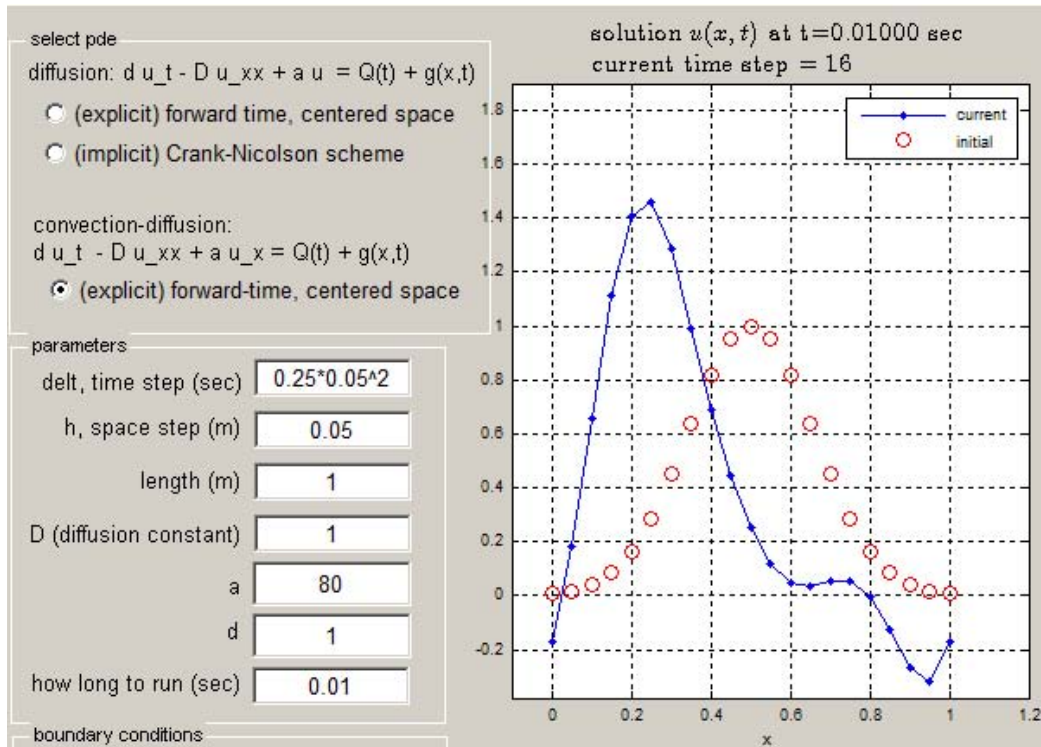 select pde
diffusion: d u_t - D u_xx + a u = Q(t) + g(x,t)
(explicit) forward time, centered space
(implicit) Crank-Nicolson scheme
convection-diffusion:
d u_t - D u_xx + a u_x = Q(t) + g(x,t)
(explicit) forward-time, centered space
parameters
delt, time step (sec) 0.25*0.05^2
h, space step (m) 0.05
length (m) 1
D (diffusion constant) 1
a 80
d 1
how long to run (sec) 0.01
boundary conditions
solution u(x, t) at t=0.01000 sec
current time step = 16
current
initial
1.8
1.6
1.4
1.2
1
0.8
0.6
0.4
0.2
0
-0.2
0 0.2 0.4 0.6 0.8 1 1.2
x